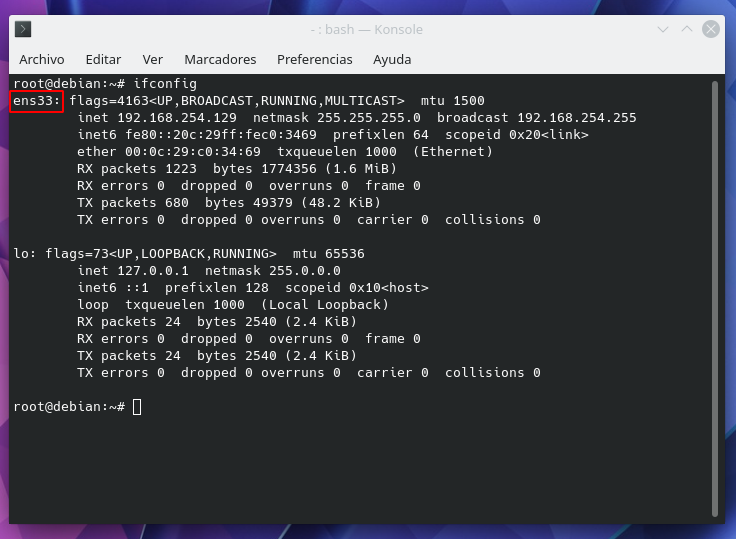 - : bash — Konsole
Archivo Editar Ver Marcadores Preferencias Ayuda
root@debian:~# ifconfig
ens33: flags=4163<UP,BROADCAST,RUNNING,MULTICAST>  mtu 1500
        inet 192.168.254.129  netmask 255.255.255.0  broadcast 192.168.254.255
        inet6 fe80::20c:29ff:fec0:3469  prefixlen 64  scopeid 0x20<link>
        ether 00:0c:29:c0:34:69  txqueuelen 1000  (Ethernet)
        RX packets 1223  bytes 1774356 (1.6 MiB)
        RX errors 0  dropped 0  overruns 0  frame 0
        TX packets 680  bytes 49379 (48.2 KiB)
        TX errors 0  dropped 0 overruns 0  carrier 0  collisions 0

lo: flags=73<UP,LOOPBACK,RUNNING>  mtu 65536
        inet 127.0.0.1  netmask 255.0.0.0
        inet6 ::1  prefixlen 128  scopeid 0x10<host>
        loop  txqueuelen 1000  (Local Loopback)
        RX packets 24  bytes 2540 (2.4 KiB)
        RX errors 0  dropped 0  overruns 0  frame 0
        TX packets 24  bytes 2540 (2.4 KiB)
        TX errors 0  dropped 0 overruns 0  carrier 0  collisions 0

root@debian:~#